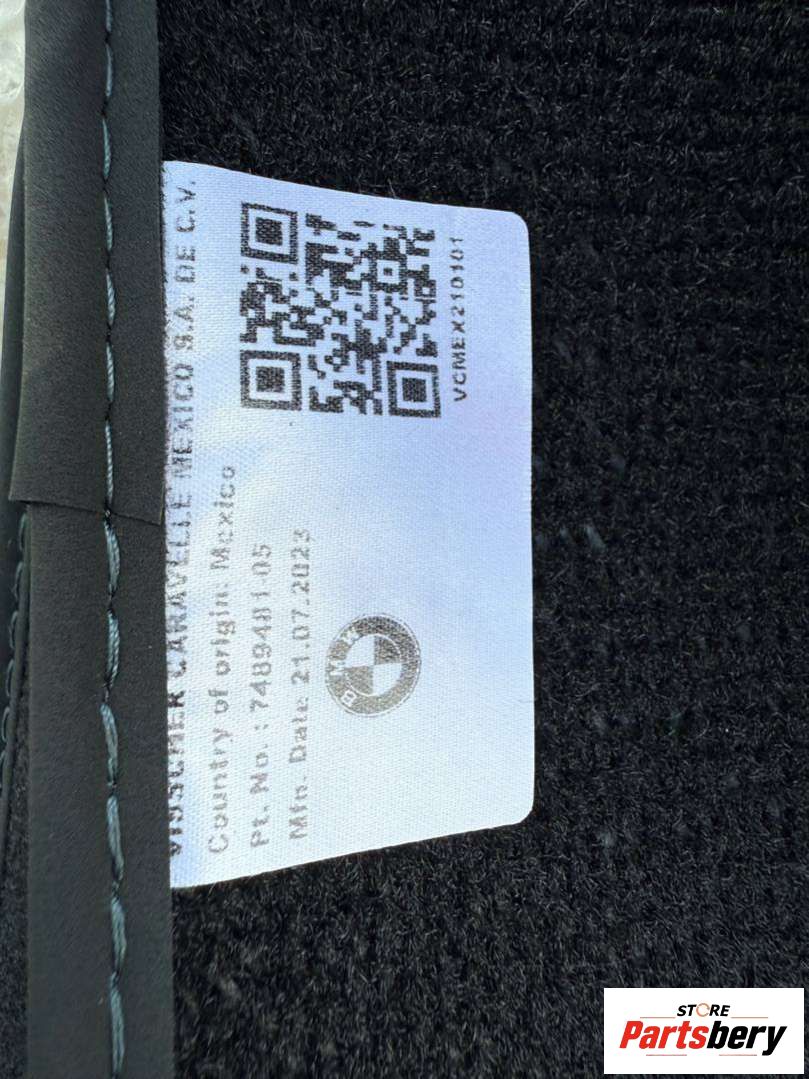 VISSCHER CARAVELLE MEXICO S.A. DE C.V.
Country of origin: Mexico
Pt. No. : 7489481-05
Mfn. Date 21.07.2023
BMW
VCMEX210101
STORE
Partsbery